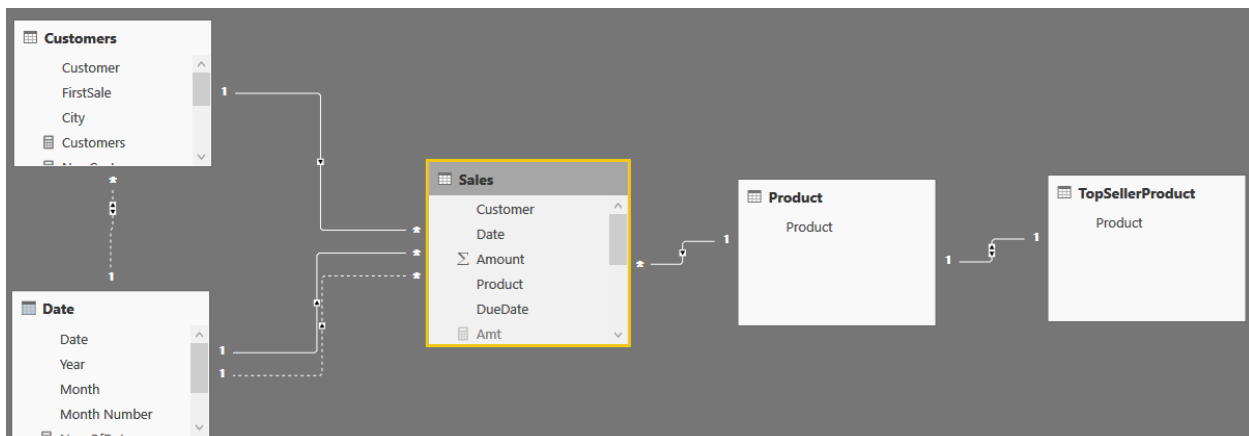 Customers
Customer
FirstSale
City
Customers
1
*
1
Date
Date
Year
Month
Month Number
1
1
Sales
Customer
Date
Σ Amount
Product
DueDate
Amt
*
*
*
*
1
Product
Product
1
1
TopSellerProduct
Product